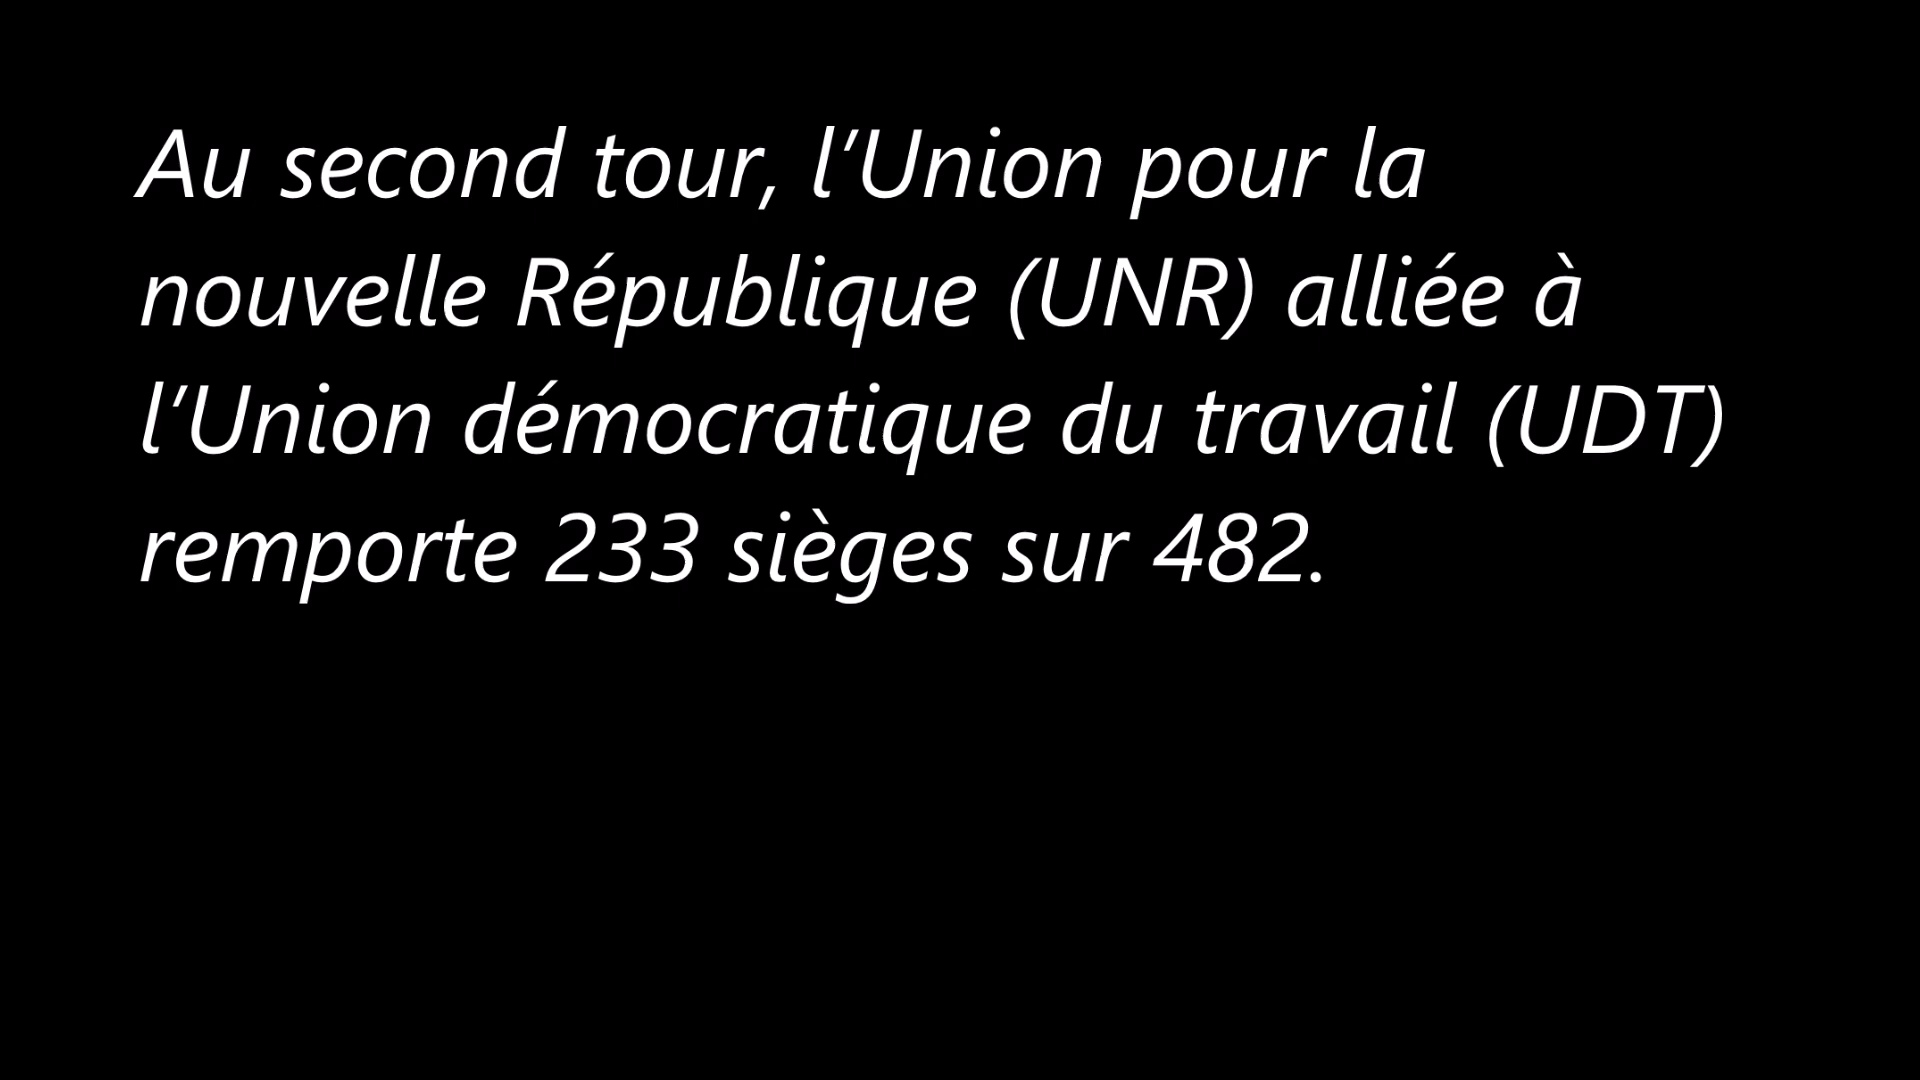 Au second tour, l’Union pour la
nouvelle République (UNR) alliée à
l’Union démocratique du travail (UDT)
remporte 233 sièges sur 482.